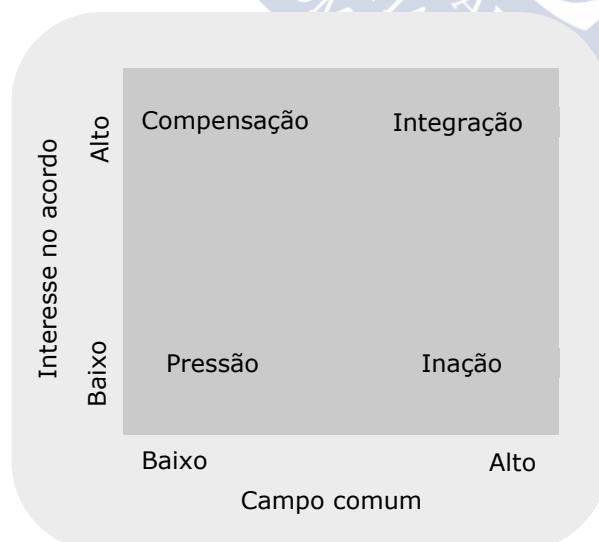 Interesse no acordo
Alto
Compensação
Integração
Baixo
Pressão
Inação
Baixo
Alto
Campo comum